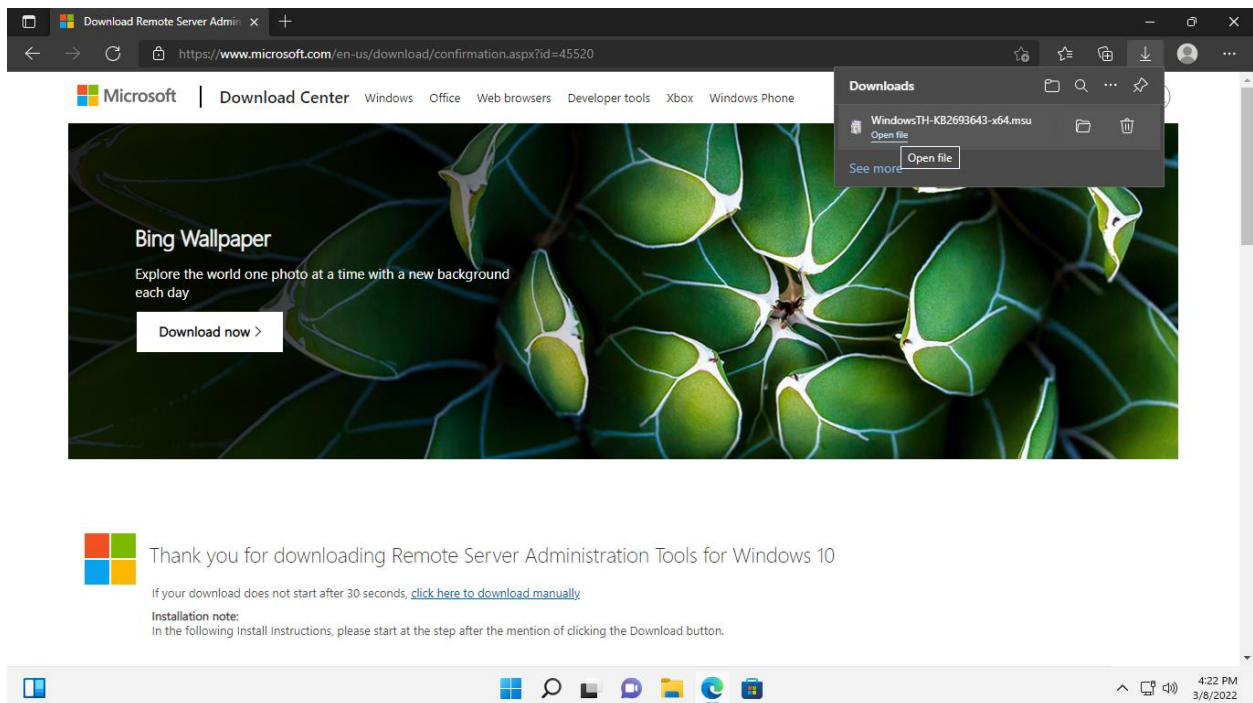 Download Remote Server Admin
https://www.microsoft.com/en-us/download/confirmation.aspx?id=45520
Microsoft
Download Center
Windows
Office
Web browsers
Developer tools
Xbox
Windows Phone
Downloads
WindowsTH-KB2693643-x64.msu
Open file
Open file
See more
Bing Wallpaper
Explore the world one photo at a time with a new background
each day
Download now >
Thank you for downloading Remote Server Administration Tools for Windows 10
If your download does not start after 30 seconds, click here to download manually
Installation note:
In the following Install Instructions, please start at the step after the mention of clicking the Download button.
4:22 PM
3/8/2022